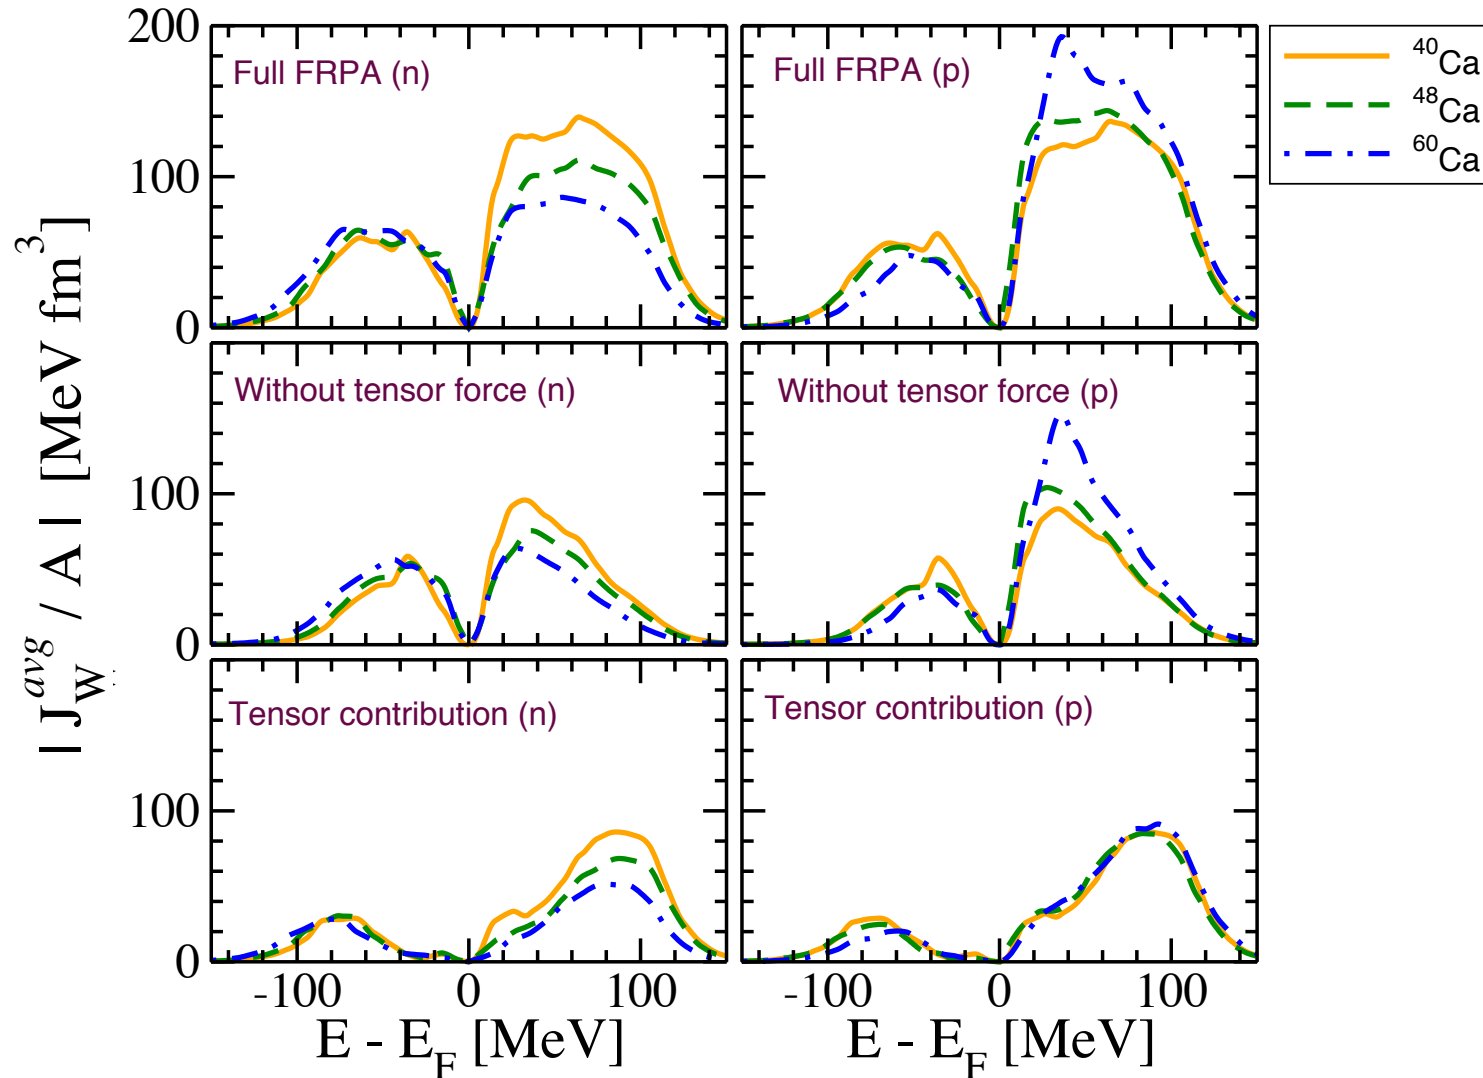 200
Full FRPA (n)
Full FRPA (p)
40Ca
48Ca
60Ca
100
0
Without tensor force (n)
Without tensor force (p)
100
0
Tensor contribution (n)
Tensor contribution (p)
100
0
-100 0 100
-100 0 100
E - E_F [MeV]
E - E_F [MeV]
| J_W^avg / A | [MeV fm^3]